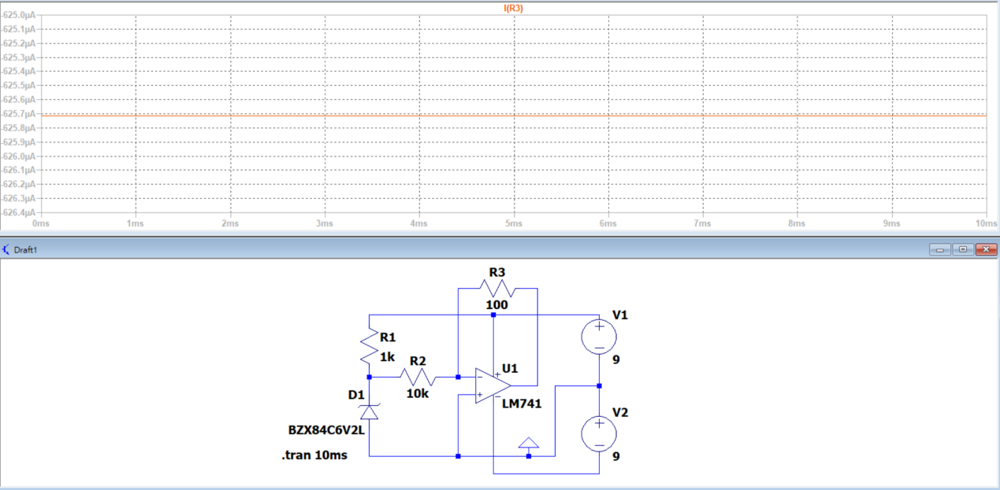 I(R3)
-625.0µA
-625.1µA
-625.2µA
-625.3µA
-625.4µA
-625.5µA
-625.6µA
-625.7µA
-625.8µA
-625.9µA
-626.0µA
-626.1µA
-626.2µA
-626.3µA
-626.4µA
0ms 1ms 2ms 3ms 4ms 5ms 6ms 7ms 8ms 9ms 10ms
Draft1
R3
100
V1
9
R1
1k
R2
10k
U1
LM741
D1
BZX84C6V2L
V2
9
.tran 10ms